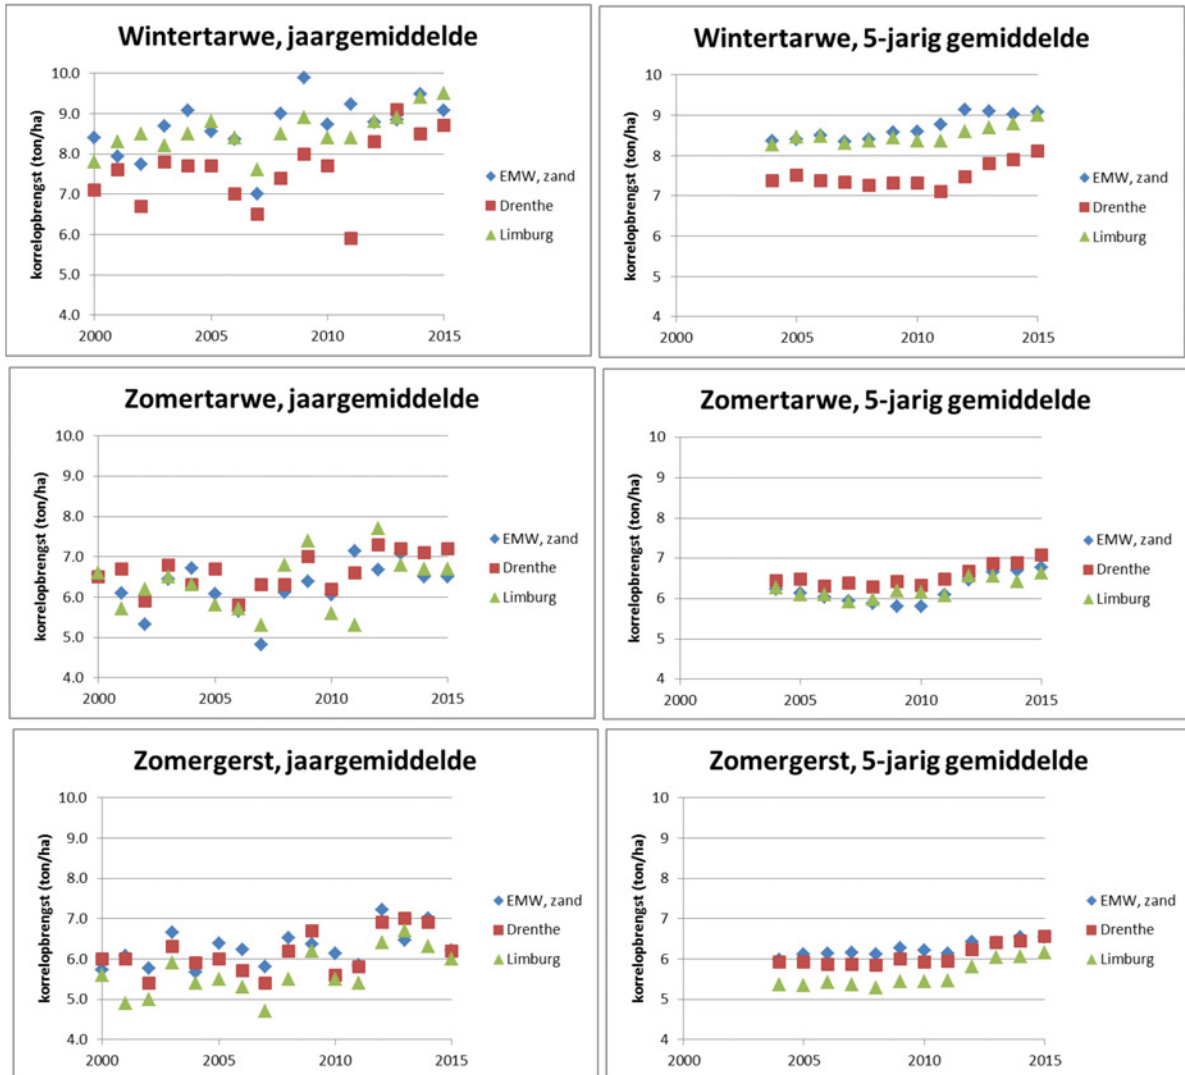 Wintertarwe, jaargemiddelde
korrelopbrengst (ton/ha)
10.0
9.0
8.0
7.0
6.0
5.0
4.0
2000 2005 2010 2015
EMW, zand
Drenthe
Limburg
Wintertarwe, 5-jarig gemiddelde
korrelopbrengst (ton/ha)
10
9
8
7
6
5
4
2000 2005 2010 2015
EMW, zand
Drenthe
Limburg
Zomertarwe, jaargemiddelde
korrelopbrengst (ton/ha)
10.0
9.0
8.0
7.0
6.0
5.0
4.0
2000 2005 2010 2015
EMW, zand
Drenthe
Limburg
Zomertarwe, 5-jarig gemiddelde
korrelopbrengst (ton/ha)
10
9
8
7
6
5
4
2000 2005 2010 2015
EMW, zand
Drenthe
Limburg
Zomergerst, jaargemiddelde
korrelopbrengst (ton/ha)
10.0
9.0
8.0
7.0
6.0
5.0
4.0
2000 2005 2010 2015
EMW, zand
Drenthe
Limburg
Zomergerst, 5-jarig gemiddelde
korrelopbrengst (ton/ha)
10
9
8
7
6
5
4
2000 2005 2010 2015
EMW, zand
Drenthe
Limburg